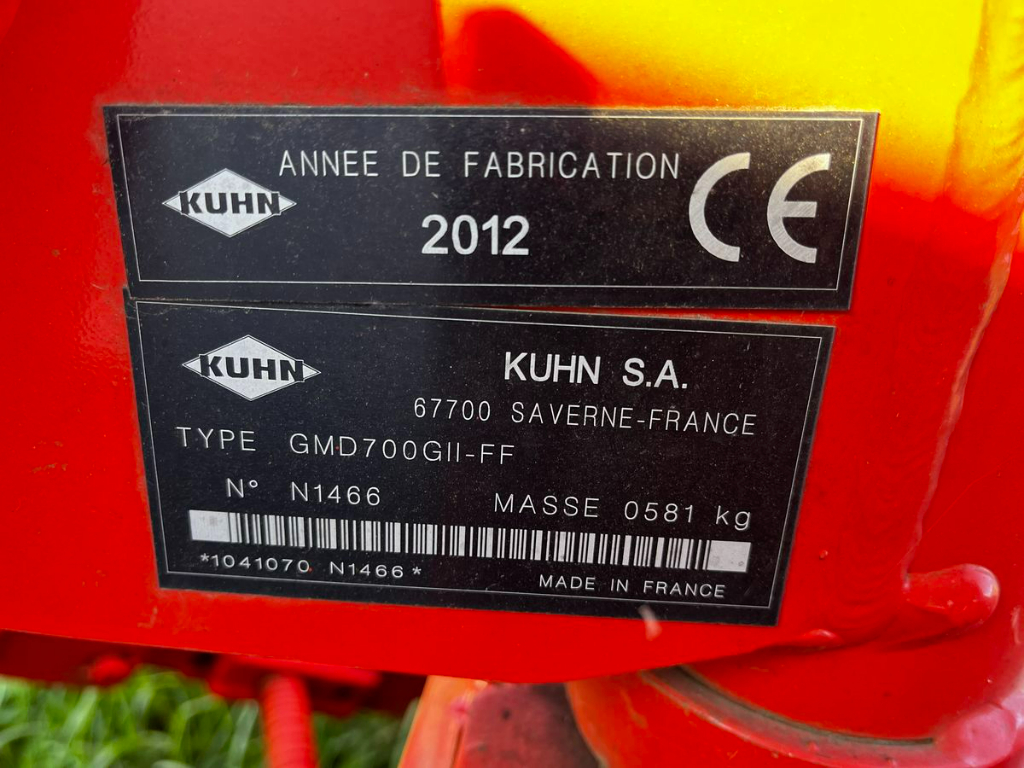 ANNEE DE FABRICATION
KUHN
2012
CE
KUHN
KUHN S.A.
67700 SAVERNE-FRANCE
TYPE GMD700GII-FF
N° N1466 MASSE 0581 kg
*1041070 N1466*
MADE IN FRANCE